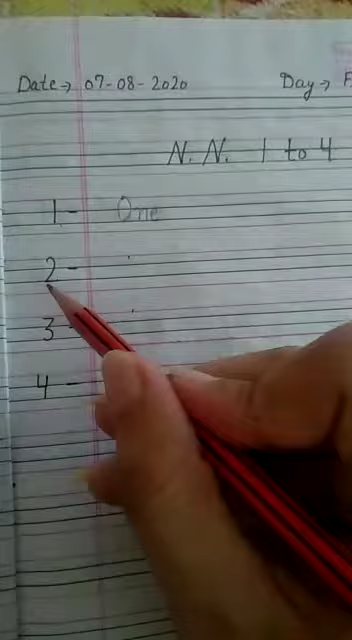 Date → 07-08-2020 Day → F
N. N. 1 to 4
1 - One
2 -
3 -
4 -